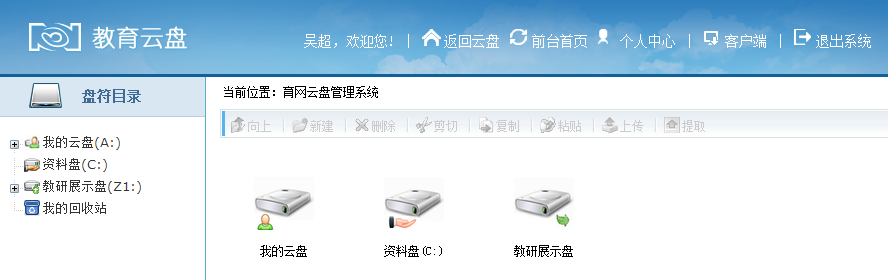 教育云盘
吴超，欢迎您！ | 返回云盘 前台首页 个人中心 | 客户端 | 退出系统
盘符目录
当前位置：育网云盘管理系统
向上 新建 删除 剪切 复制 粘贴 上传 提取
我的云盘(A:)
资料盘(C:)
教研展示盘(Z1:)
我的回收站
我的云盘 资料盘(C:) 教研展示盘